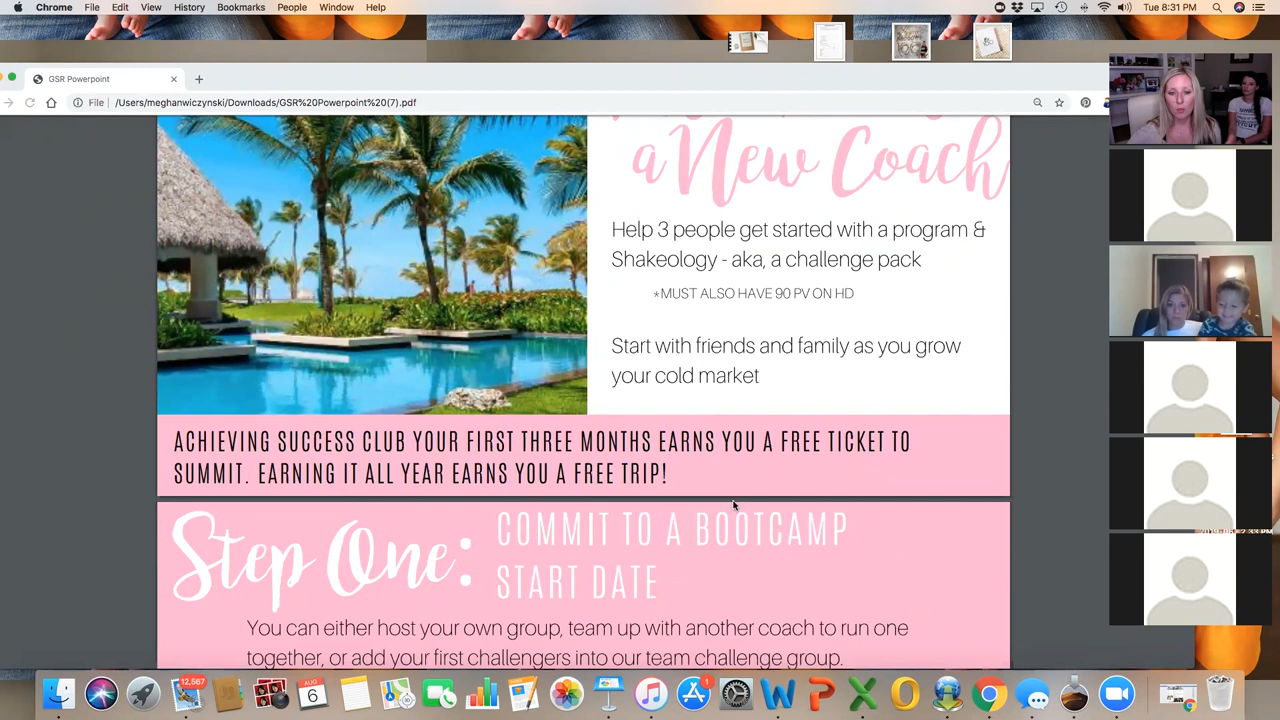 Chrome File Edit View History Bookmarks People Window Help
Tue 8:31 PM
GSR Powerpoint
File /Users/meghanwiczynski/Downloads/GSR%20Powerpoint%20(7).pdf
a New Coach
Help 3 people get started with a program &
Shakeology - aka, a challenge pack
*MUST ALSO HAVE 90 PV ON HD
Start with friends and family as you grow
your cold market
ACHIEVING SUCCESS CLUB YOUR FIRST THREE MONTHS EARNS YOU A FREE TICKET TO
SUMMIT. EARNING IT ALL YEAR EARNS YOU A FREE TRIP!
Step One: COMMIT TO A BOOTCAMP
START DATE
You can either host your own group, team up with another coach to run one
together, or add your first challengers into our team challenge group.
12,567
AUG
6
1